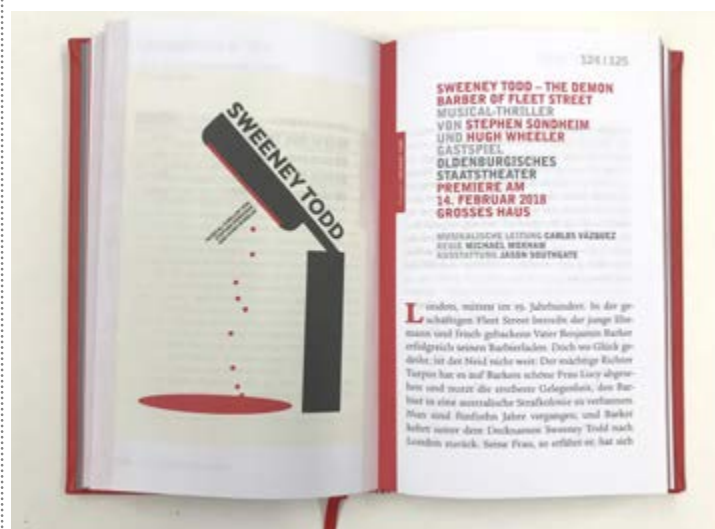 SWEENEY TODD
124 | 125
SWEENEY TODD – THE DEMON
BARBER OF FLEET STREET
MUSICAL-THRILLER
VON STEPHEN SONDHEIM
UND HUGH WHEELER
GASTSPIEL
OLDENBURGISCHES
STAATSTHEATER
PREMIERE AM
14. FEBRUAR 2018
GROSSES HAUS
MUSIKALISCHE LEITUNG CARLOS VÁZQUEZ
REGIE MICHAEL MOXHAM
AUSSTATTUNG JASON SOUTHGATE
London, mitten im 19. Jahrhundert. In der ge-
schäftigen Fleet Street betreibt der junge Ehe-
mann und frisch gebackene Vater Benjamin Barker
erfolgreich seinen Barbierladen. Doch wo Glück ge-
deiht, ist der Neid nicht weit: Der mächtige Richter
Turpin hat es auf Barkers schöne Frau Lucy abgese-
hen und nutzt die erstbeste Gelegenheit, den Bar-
bier in eine australische Strafkolonie zu verbannen.
Nun sind fünfzehn Jahre vergangen, und Barker
kehrt unter dem Decknamen Sweeney Todd nach
London zurück. Seine Frau, so erfährt er, hat sich